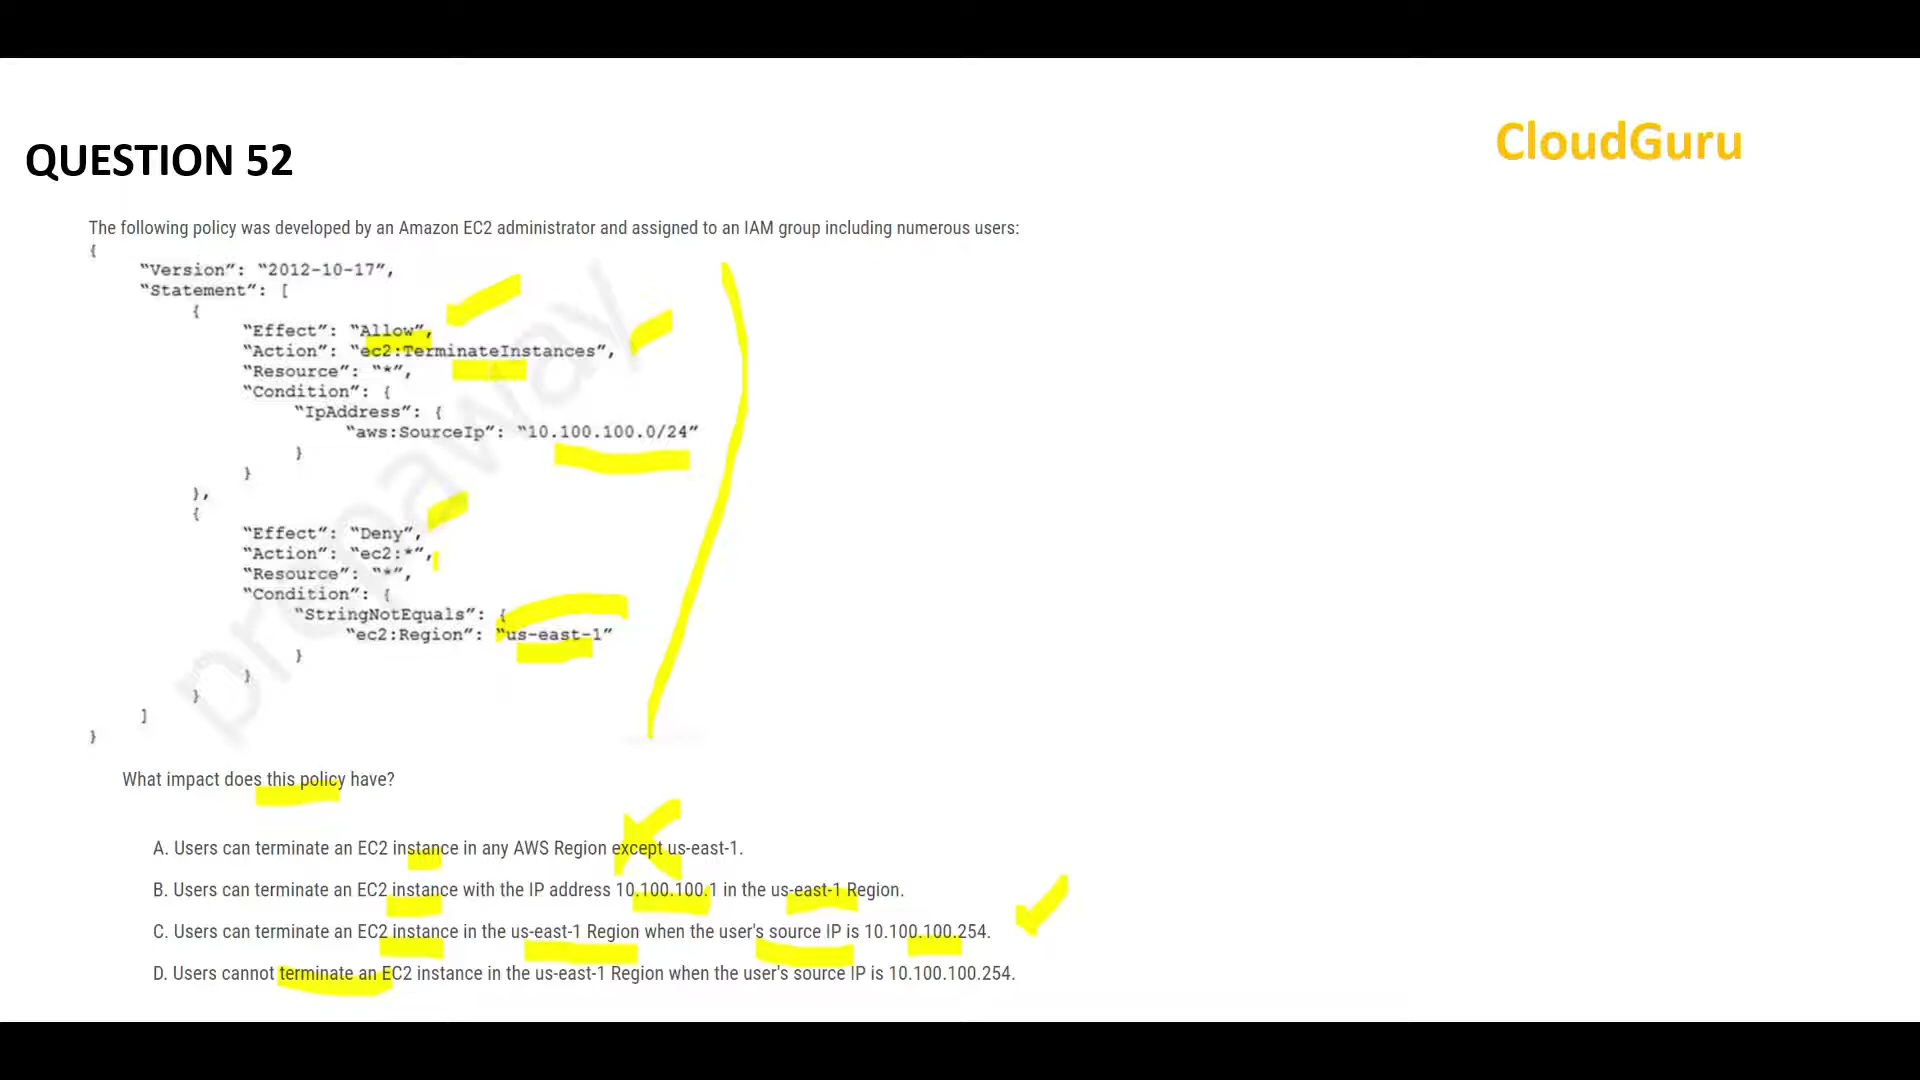 CloudGuru
QUESTION 52
The following policy was developed by an Amazon EC2 administrator and assigned to an IAM group including numerous users:
{
“Version”: “2012-10-17”,
“Statement”: [
{
“Effect”: “Allow”,
“Action”: “ec2:TerminateInstances”,
“Resource”: “*”,
“Condition”: {
“IpAddress”: {
“aws:SourceIp”: “10.100.100.0/24”
}
}
},
{
“Effect”: “Deny”,
“Action”: “ec2:*”,
“Resource”: “*”,
“Condition”: {
“StringNotEquals”: {
“ec2:Region”: “us-east-1”
}
}
}
]
}
prepaway
What impact does this policy have?
A. Users can terminate an EC2 instance in any AWS Region except us-east-1.
B. Users can terminate an EC2 instance with the IP address 10.100.100.1 in the us-east-1 Region.
C. Users can terminate an EC2 instance in the us-east-1 Region when the user's source IP is 10.100.100.254.
D. Users cannot terminate an EC2 instance in the us-east-1 Region when the user's source IP is 10.100.100.254.